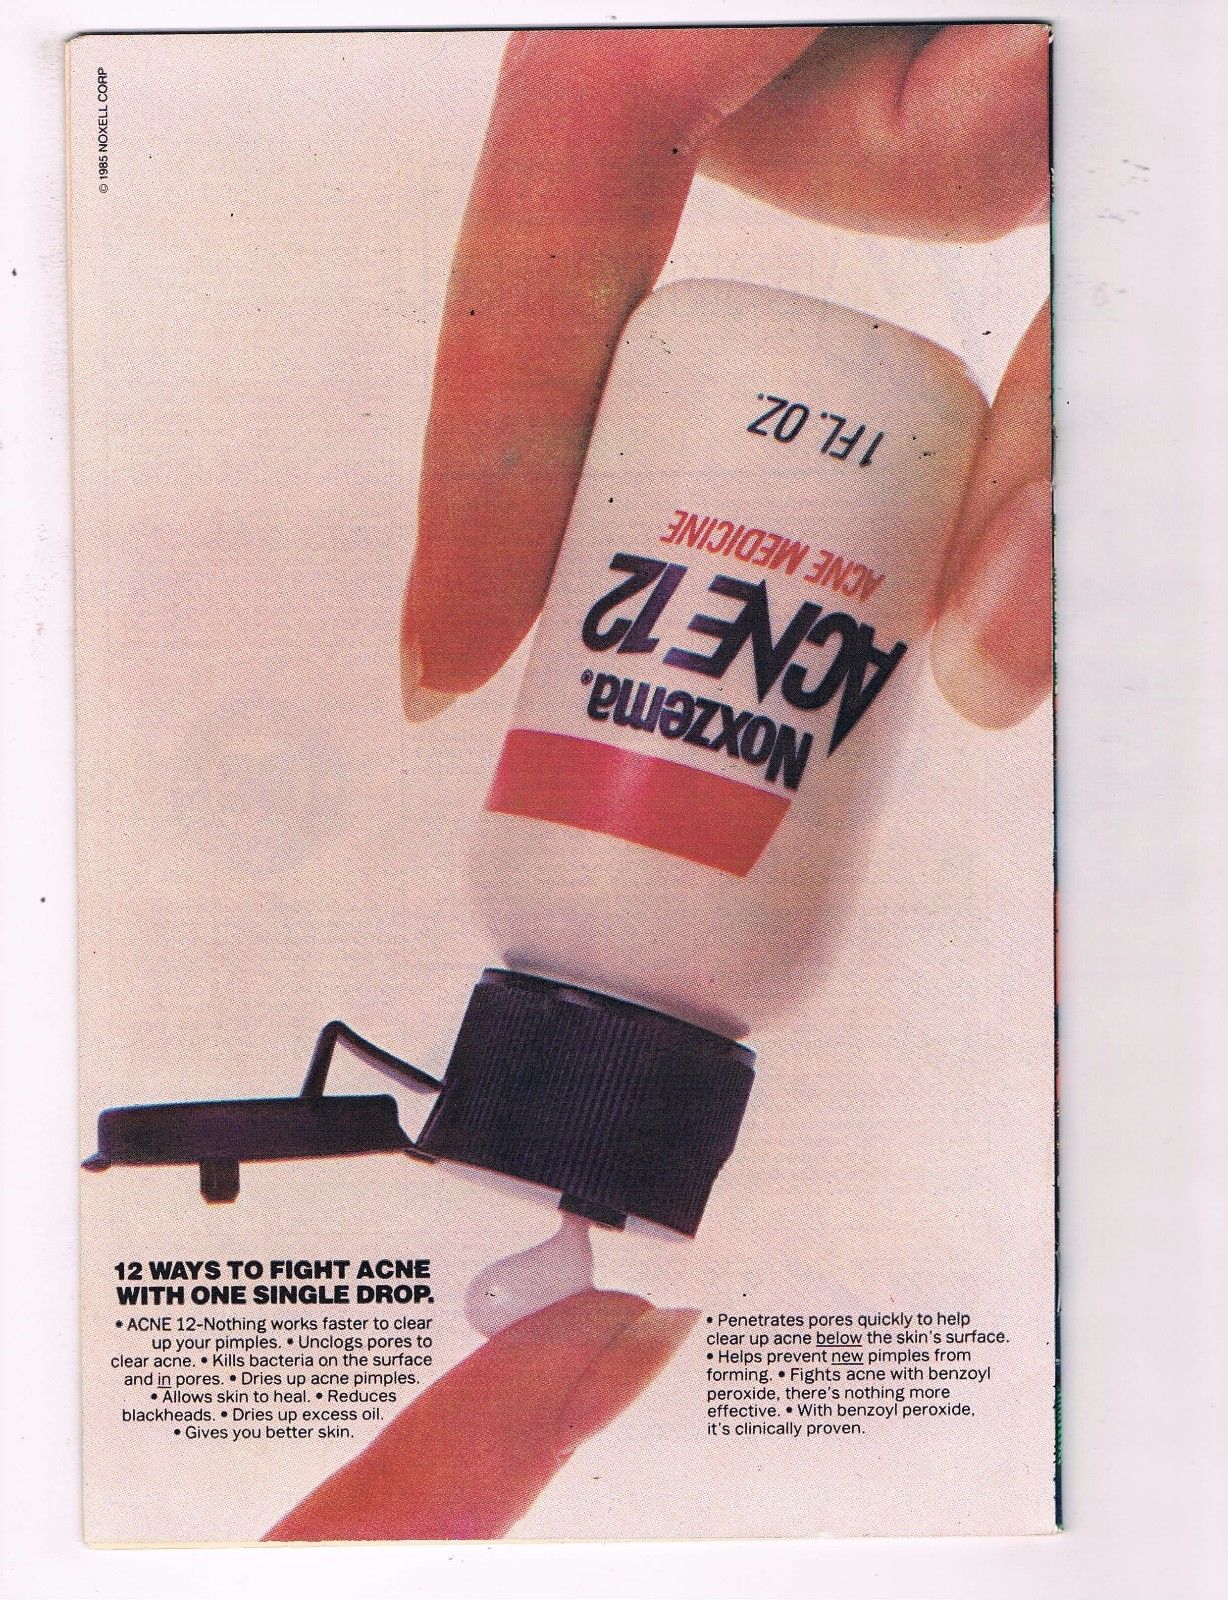 © 1985 NOXELL CORP
1 FL. OZ.
ACNE MEDICINE
ACNE 12
Noxzema®
12 WAYS TO FIGHT ACNE
WITH ONE SINGLE DROP.
• ACNE 12-Nothing works faster to clear
up your pimples. • Unclogs pores to
clear acne. • Kills bacteria on the surface
and in pores. • Dries up acne pimples.
• Allows skin to heal. • Reduces
blackheads. • Dries up excess oil.
• Gives you better skin.
• Penetrates pores quickly to help
clear up acne below the skin's surface.
• Helps prevent new pimples from
forming. • Fights acne with benzoyl
peroxide, there's nothing more
effective. • With benzoyl peroxide,
it's clinically proven.